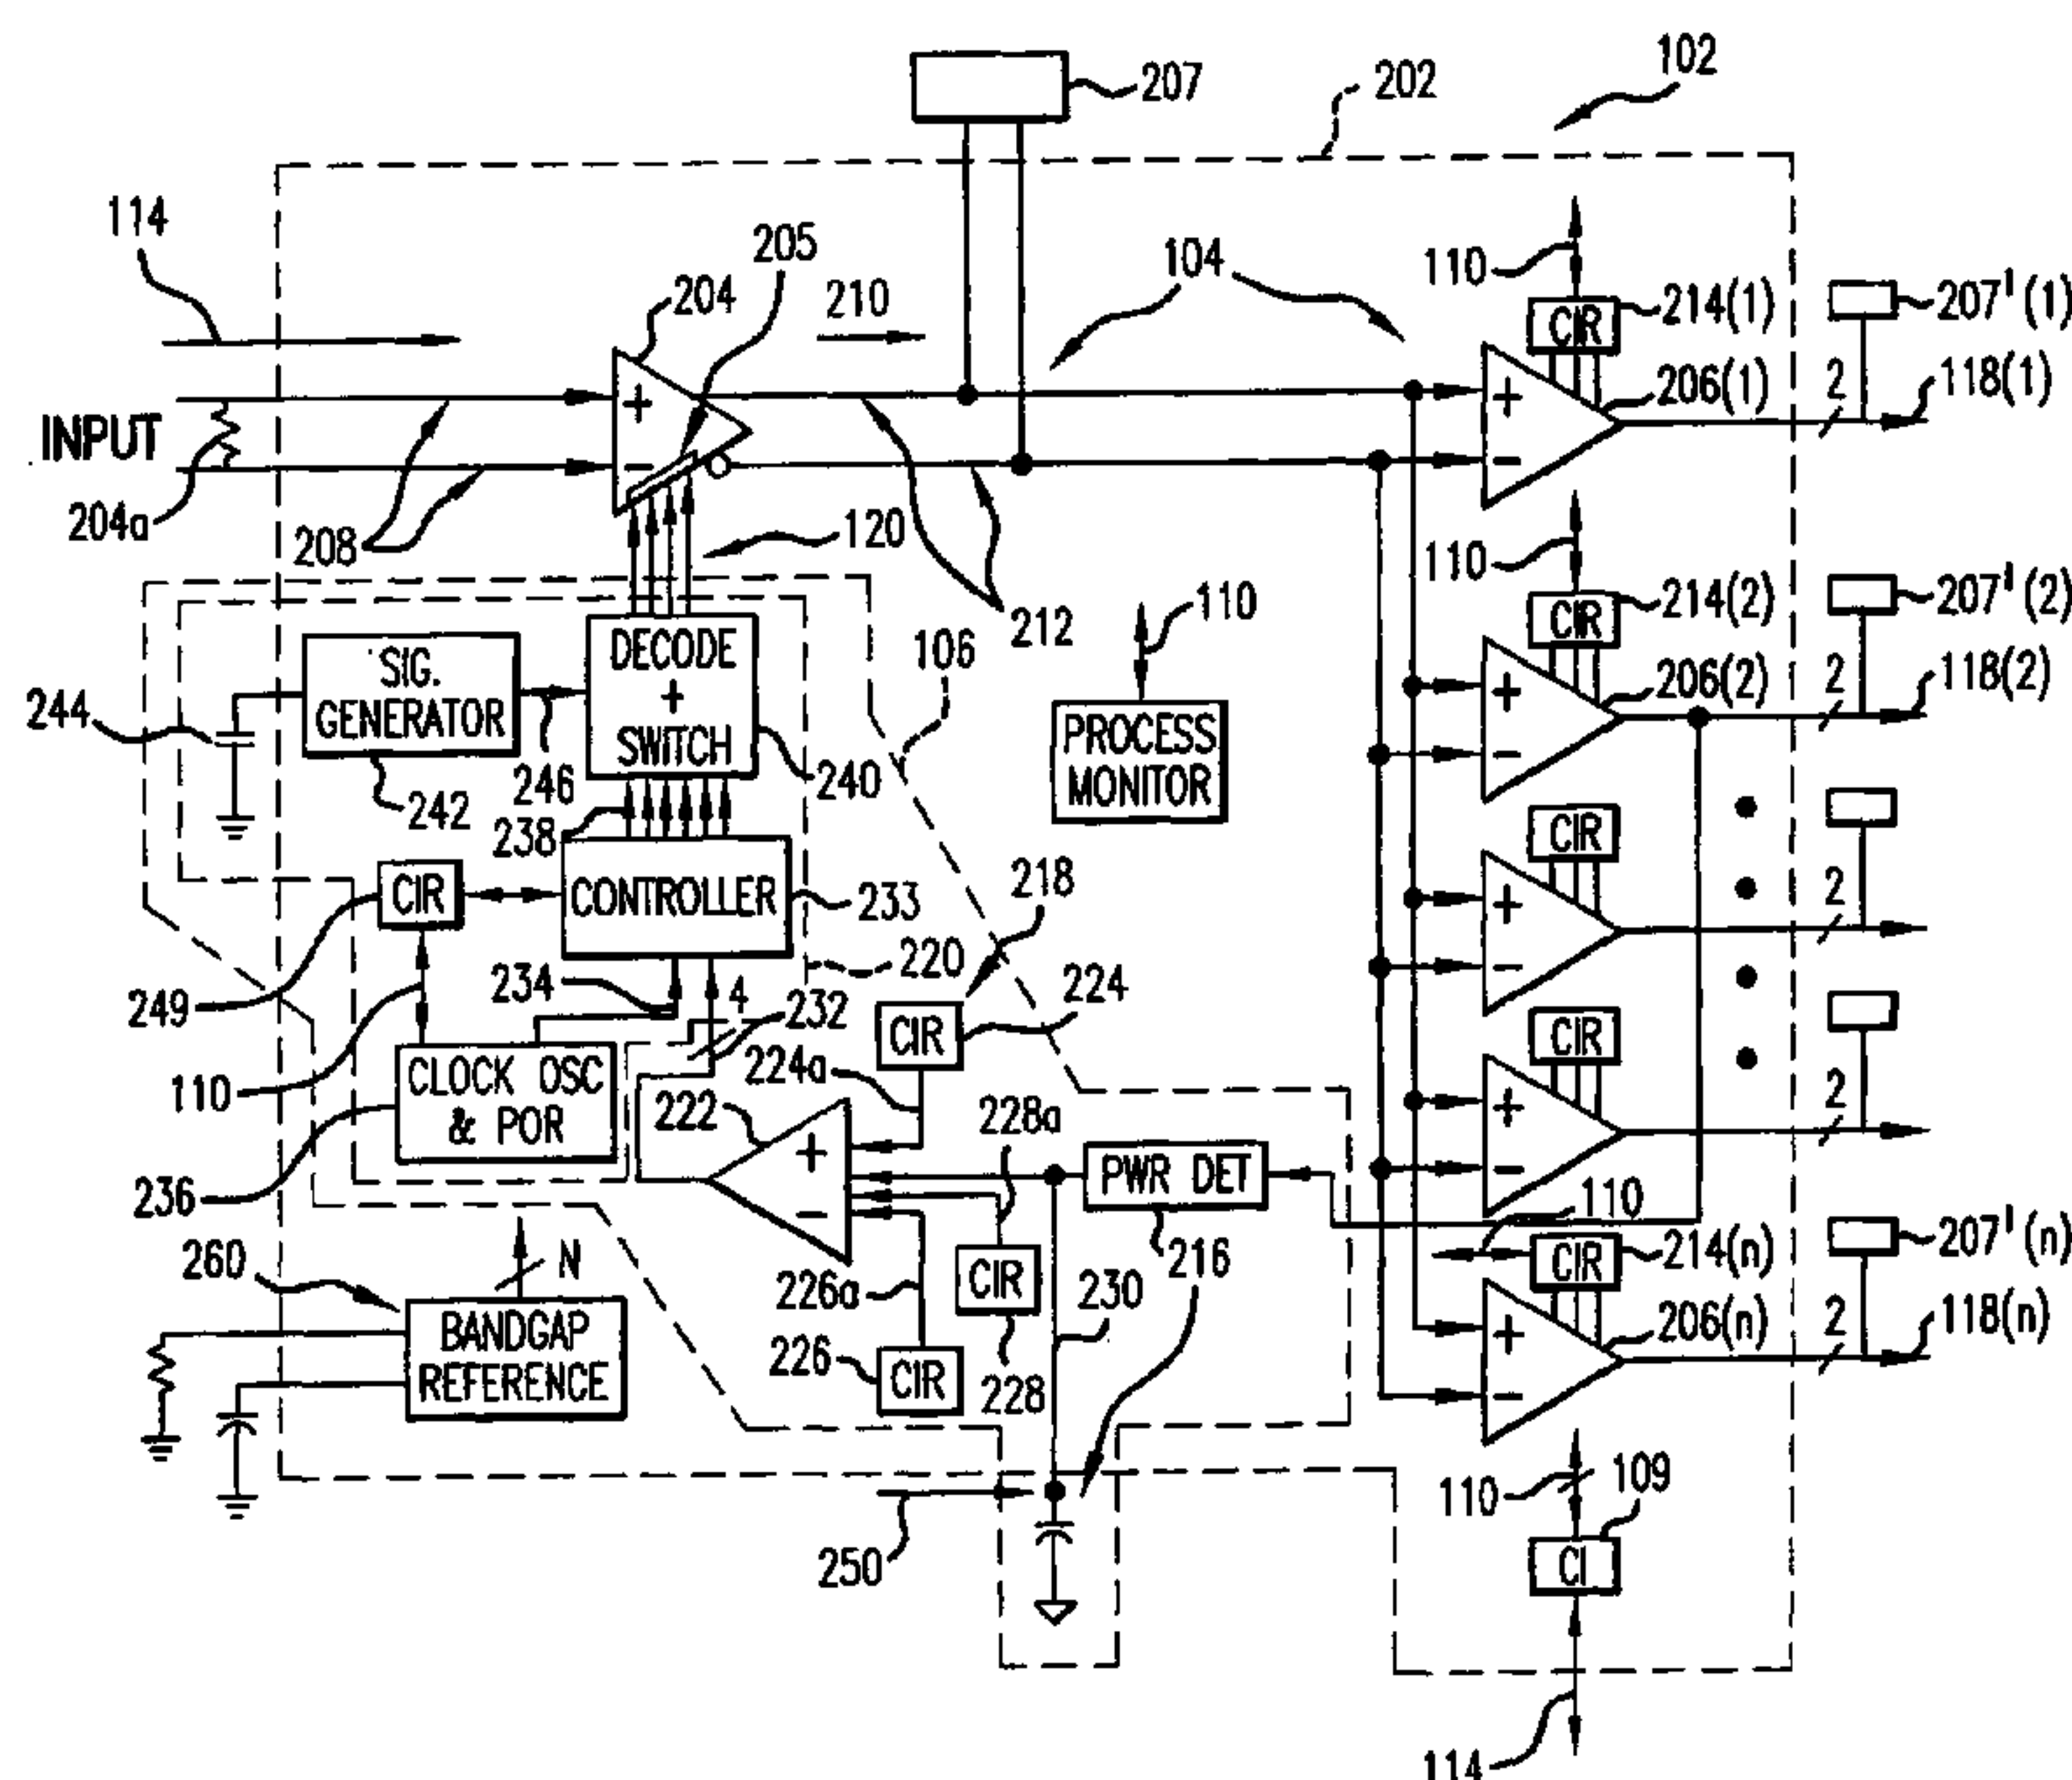 102
202
207
114
205
204
210
104
110
CIR
214(1)
207'(1)
+
-
206(1)
2
118(1)
+
-
INPUT
204a
208
120
212
110
CIR
214(2)
207'(2)
+
-
206(2)
2
118(2)
106
110
SIG.
GENERATOR
244
246
242
DECODE
+
SWITCH
240
PROCESS
MONITOR
238
CIR
249
CONTROLLER
233
218
CIR
+
-
2
220
234
4
232
224
CIR
224a
110
CLOCK OSC
& POR
236
222
+
-
228a
PWR DET
216
CIR
+
-
2
110
CIR
214(n)
207'(n)
260
N
BANDGAP
REFERENCE
226a
CIR
228
230
226
CIR
+
-
206(n)
2
118(n)
250
110
109
CI
114